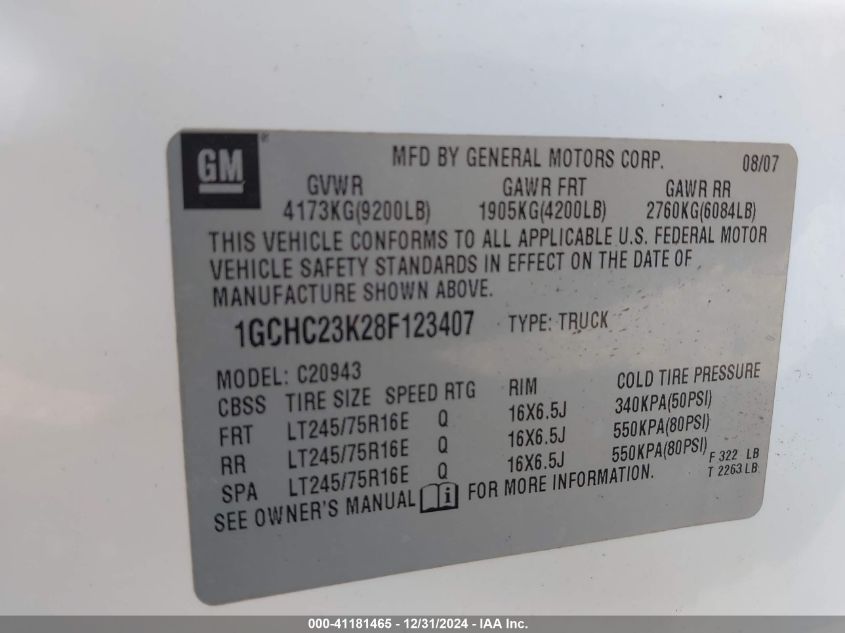 GM
MFD BY GENERAL MOTORS CORP. 08/07
GVWR GAWR FRT GAWR RR
4173KG(9200LB) 1905KG(4200LB) 2760KG(6084LB)
THIS VEHICLE CONFORMS TO ALL APPLICABLE U.S. FEDERAL MOTOR
VEHICLE SAFETY STANDARDS IN EFFECT ON THE DATE OF
MANUFACTURE SHOWN ABOVE.
1GCHC23K28F123407 TYPE: TRUCK
MODEL: C20943
CBSS TIRE SIZE SPEED RTG RIM COLD TIRE PRESSURE
FRT LT245/75R16E Q 16X6.5J 340KPA(50PSI)
RR LT245/75R16E Q 16X6.5J 550KPA(80PSI)
SPA LT245/75R16E Q 16X6.5J 550KPA(80PSI)
F 322 LB
T 2263 LB
SEE OWNER'S MANUAL i FOR MORE INFORMATION.
000-41181465 - 12/31/2024 - IAA Inc.